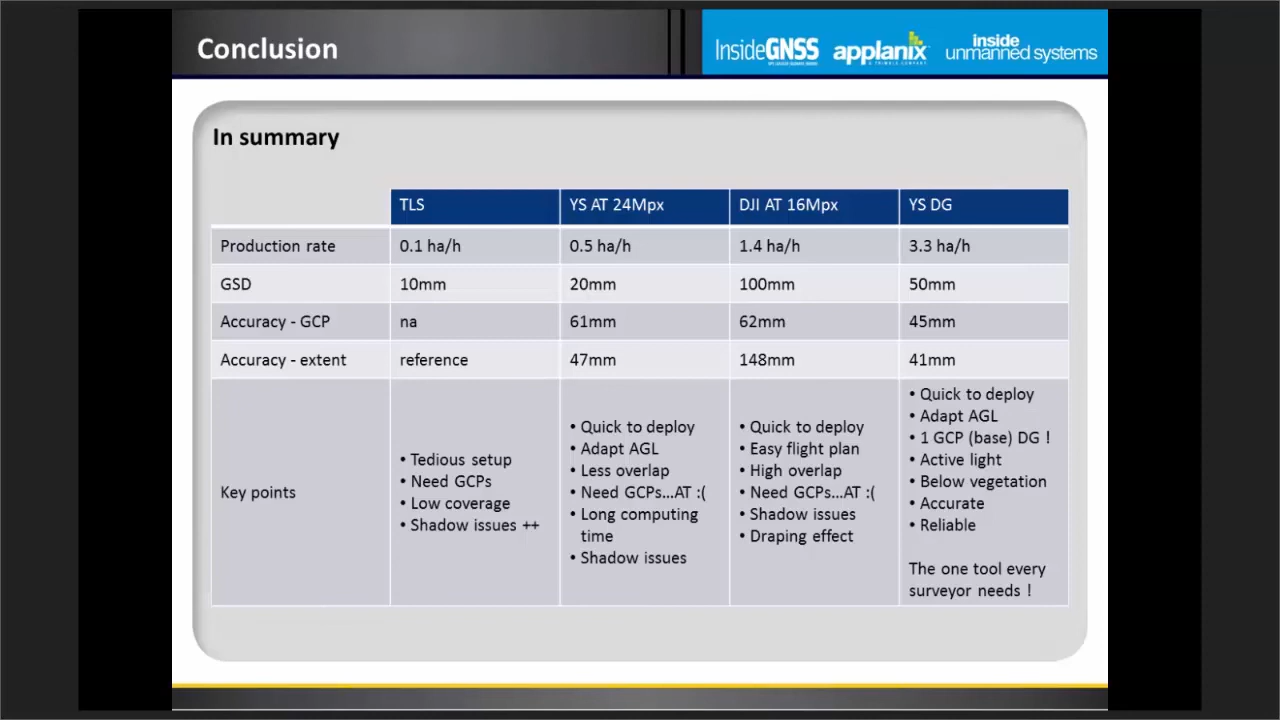 Conclusion
InsideGNSS applanix inside unmanned systems
In summary
TLS YS AT 24Mpx DJI AT 16Mpx YS DG
Production rate 0.1 ha/h 0.5 ha/h 1.4 ha/h 3.3 ha/h
GSD 10mm 20mm 100mm 50mm
Accuracy - GCP na 61mm 62mm 45mm
Accuracy - extent reference 47mm 148mm 41mm
Key points
• Tedious setup
• Need GCPs
• Low coverage
• Shadow issues ++
• Quick to deploy
• Adapt AGL
• Less overlap
• Need GCPs...AT :(
• Long computing
time
• Shadow issues
• Quick to deploy
• Easy flight plan
• High overlap
• Need GCPs...AT :(
• Shadow issues
• Draping effect
• Quick to deploy
• Adapt AGL
• 1 GCP (base) DG !
• Active light
• Below vegetation
• Accurate
• Reliable
The one tool every
surveyor needs !